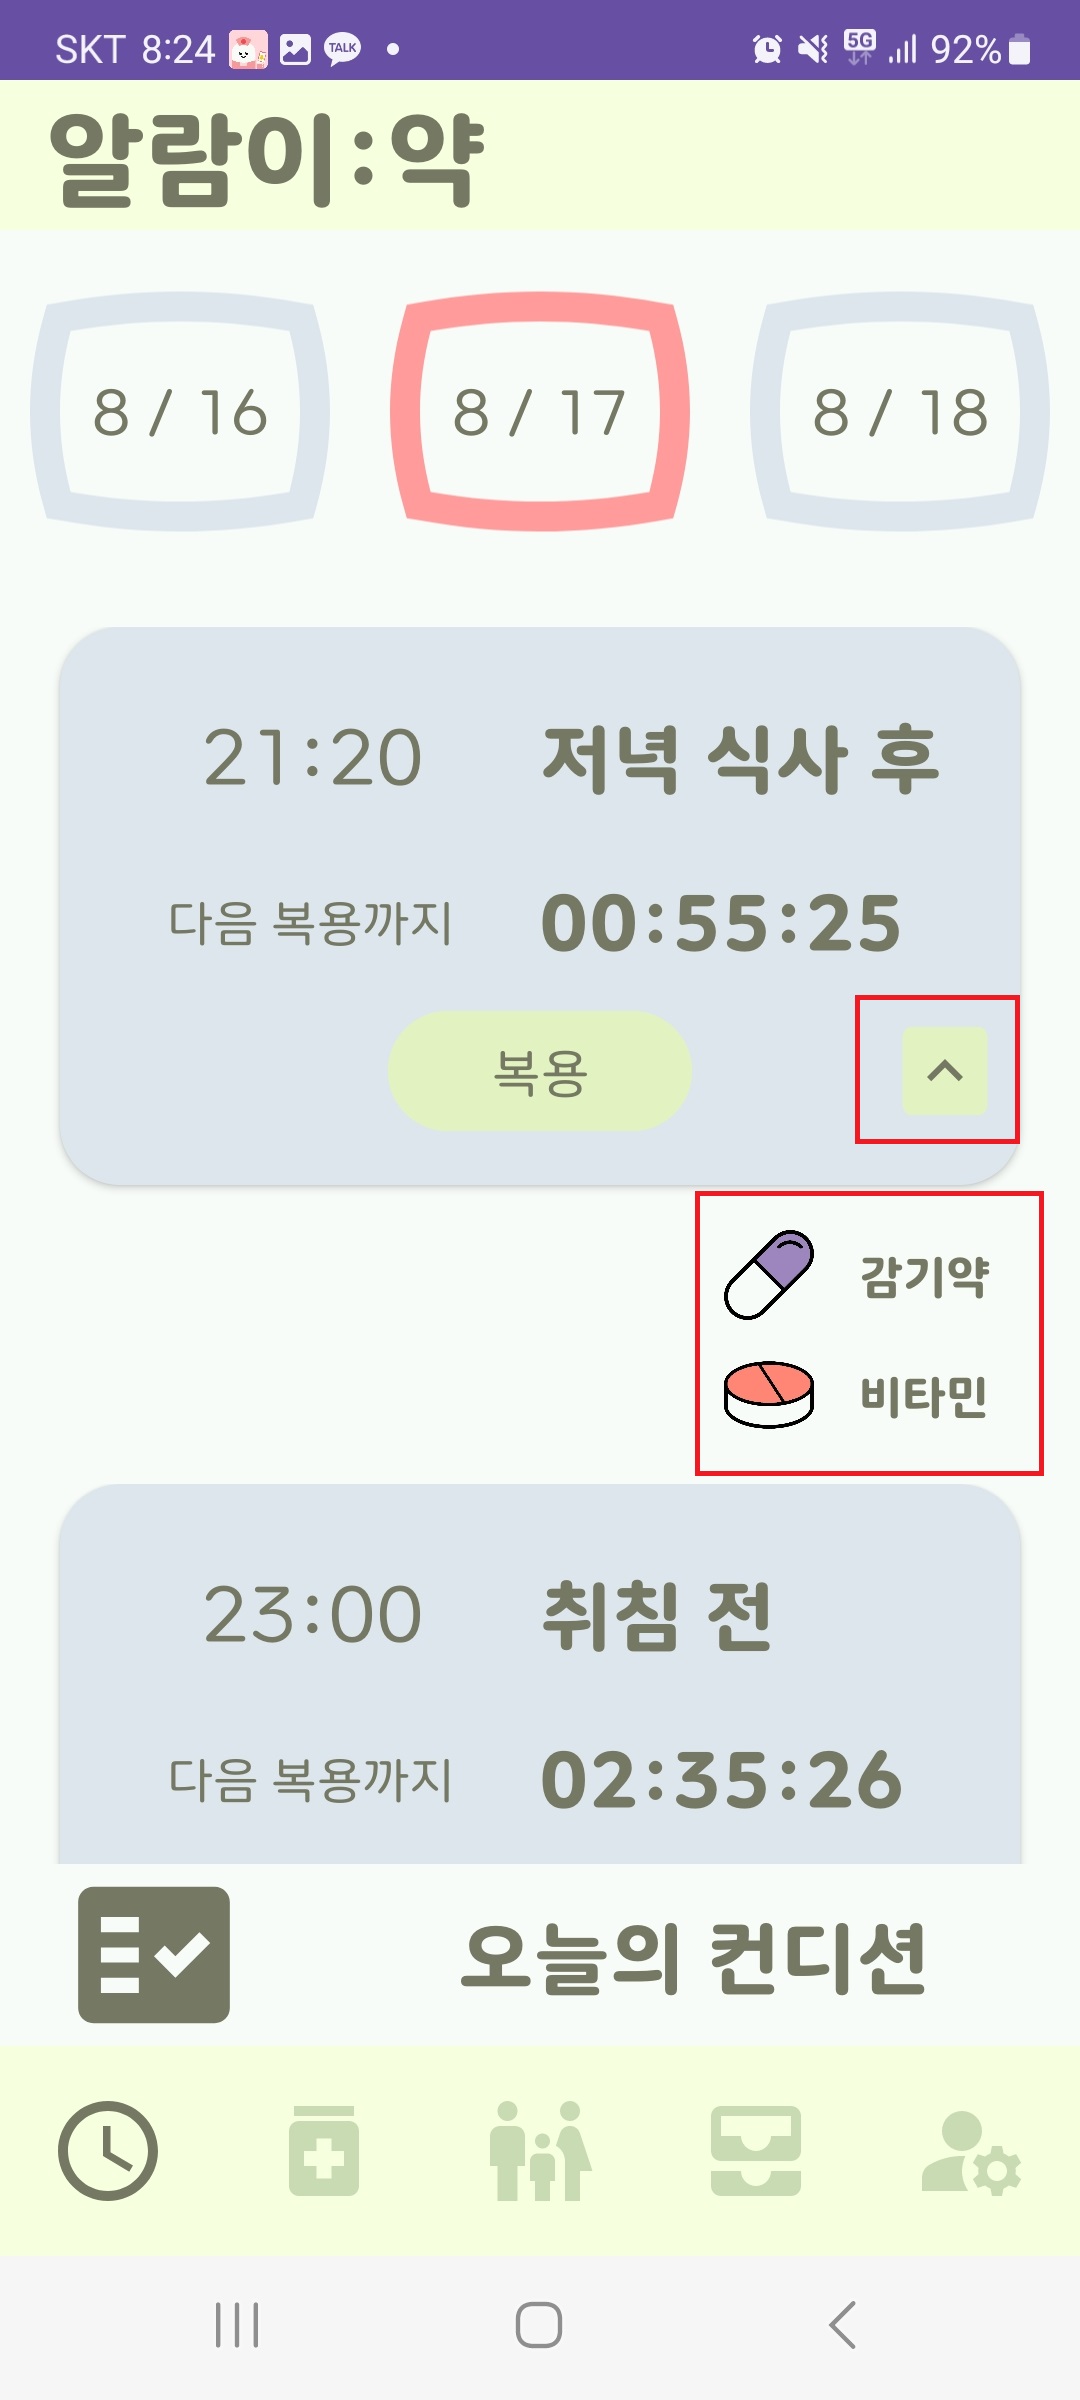 SKT 8:24 TALK 5G 92%
알람이:약
8 / 16 8 / 17 8 / 18
21:20 저녁 식사 후
다음 복용까지 00:55:25
복용
감기약
비타민
23:00 취침 전
다음 복용까지 02:35:26
오늘의 컨디션